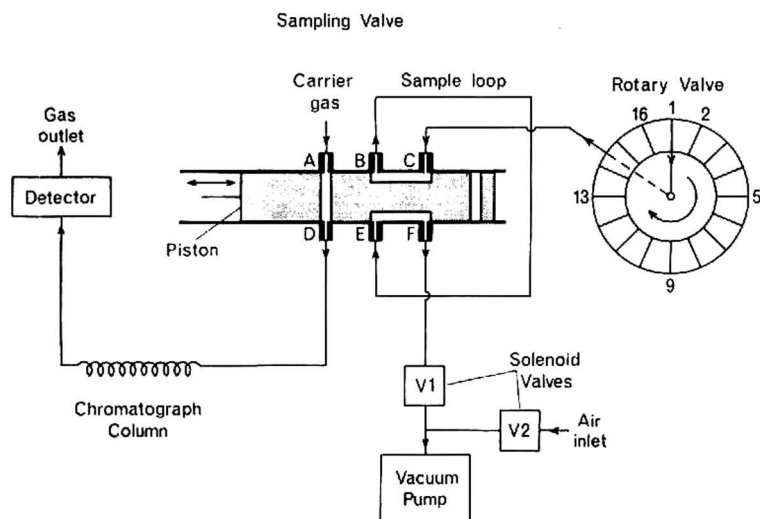 Sampling Valve
Carrier
gas
Sample loop
Rotary Valve
Gas
outlet
Detector
A
B
C
16
1
2
13
5
9
Piston
D
E
F
V1
Solenoid
Valves
V2
Air
inlet
Chromatograph
Column
Vacuum
Pump